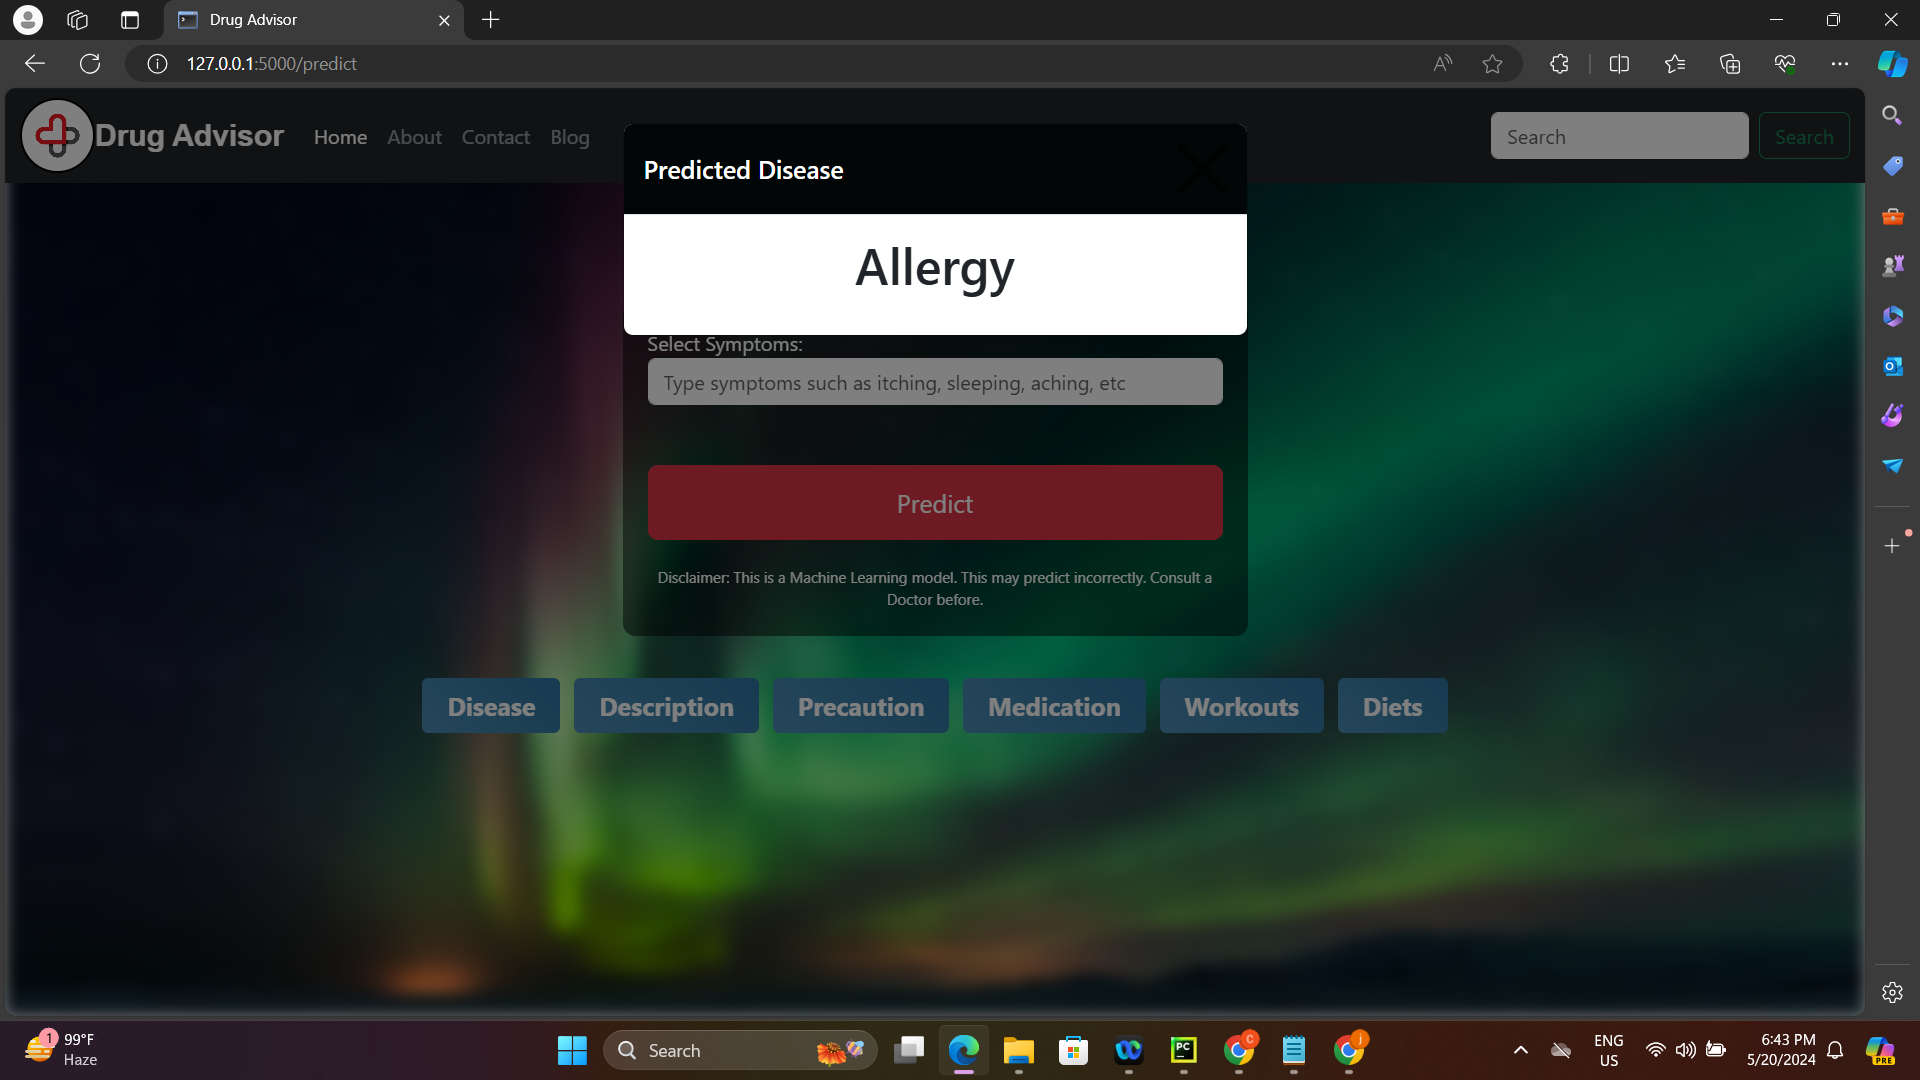 Drug Advisor
127.0.0.1:5000/predict
Drug Advisor
Home
About
Contact
Blog
Search
Search
Predicted Disease
Allergy
Select Symptoms:
Type symptoms such as itching, sleeping, aching, etc
Predict
Disclaimer: This is a Machine Learning model. This may predict incorrectly. Consult a
Doctor before.
Disease
Description
Precaution
Medication
Workouts
Diets
1
99°F
Haze
Search
PC
C
j
ENG
US
6:43 PM
5/20/2024
PRE